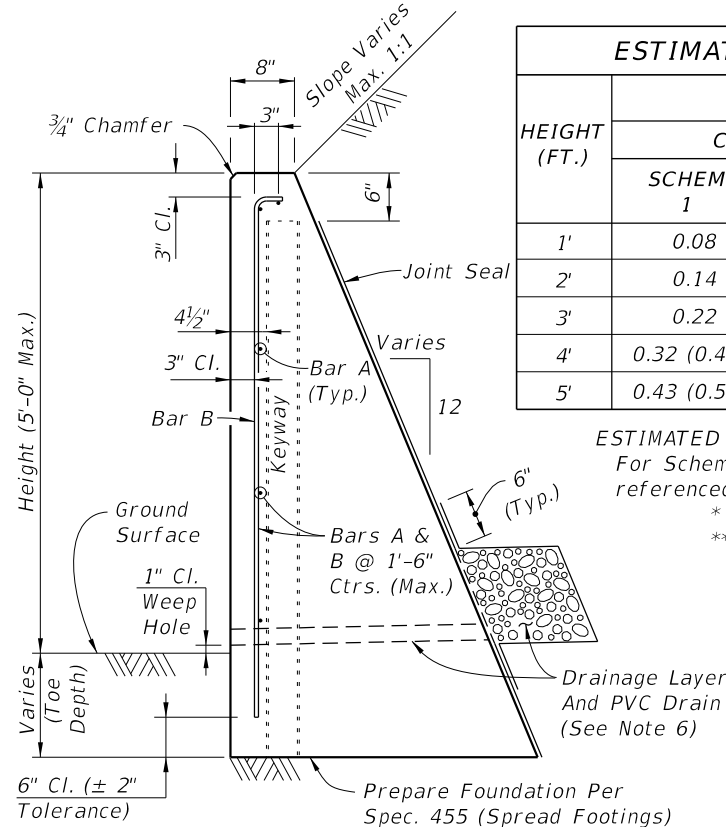 8"
Slope Varies
Max. 1:1
¾" Chamfer
3"
3" Cl.
6"
Joint Seal
4½"
3" Cl.
Bar A
(Typ.)
Varies
12
Bar B
Keyway
Height (5'-0" Max.)
Ground
Surface
6"
(Typ.)
Bars A &
B @ 1'-6"
Ctrs. (Max.)
1" Cl.
Weep
Hole
Varies
(Toe
Depth)
Drainage Layer
And PVC Drain
(See Note 6)
6" Cl. (± 2"
Tolerance)
Prepare Foundation Per
Spec. 455 (Spread Footings)
ESTIMAT
HEIGHT
(FT.)
C
SCHEM
1
1' 0.08
2' 0.14
3' 0.22
4' 0.32 (0.4
5' 0.43 (0.5
ESTIMATED
For Schem
referenced
*
**